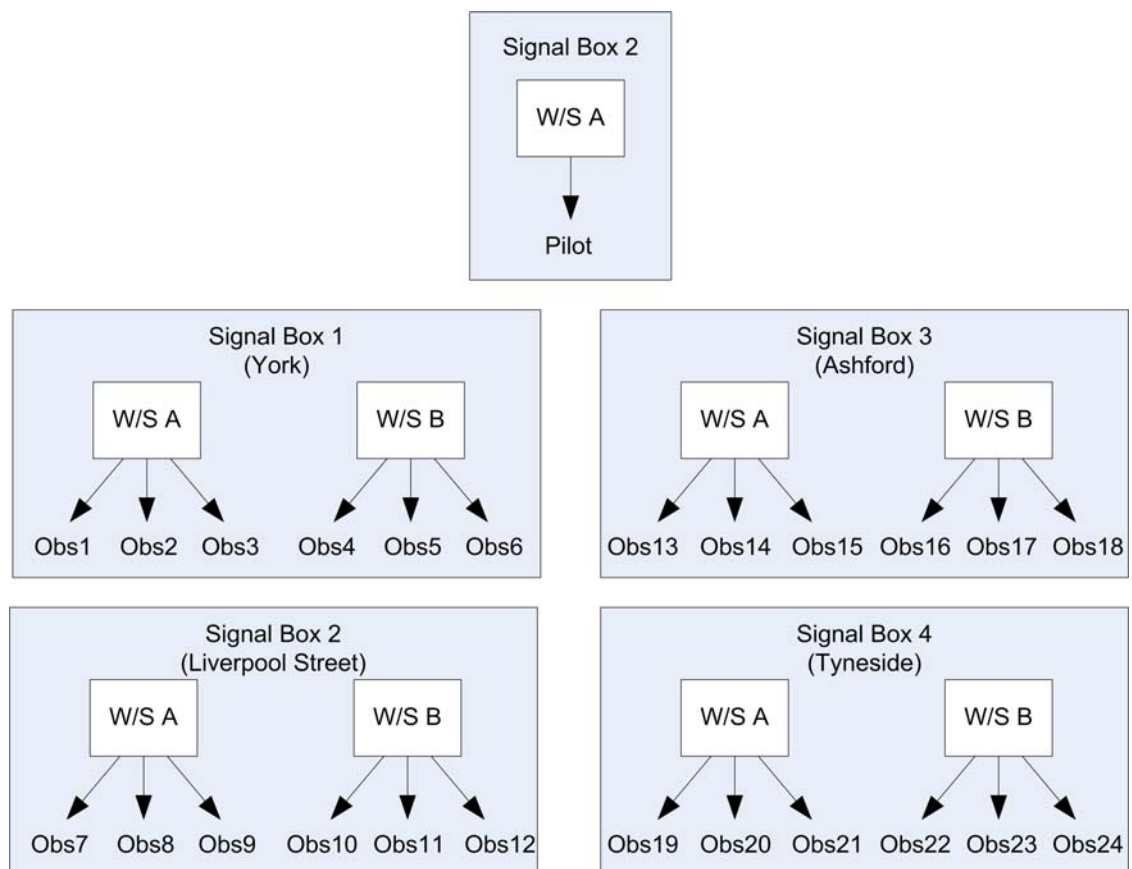 Signal Box 2
W/S A
Pilot
Signal Box 1
(York)
W/S A
W/S B
Obs1 Obs2 Obs3 Obs4 Obs5 Obs6
Signal Box 3
(Ashford)
W/S A
W/S B
Obs13 Obs14 Obs15 Obs16 Obs17 Obs18
Signal Box 2
(Liverpool Street)
W/S A
W/S B
Obs7 Obs8 Obs9 Obs10 Obs11 Obs12
Signal Box 4
(Tyneside)
W/S A
W/S B
Obs19 Obs20 Obs21 Obs22 Obs23 Obs24